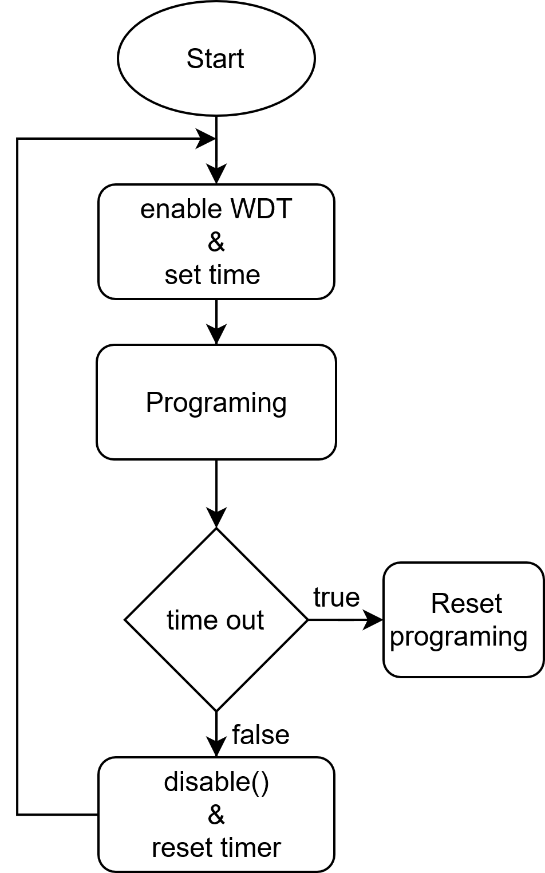 Start
enable WDT
&
set time
Programing
time out
true
Reset
programing
false
disable()
&
reset timer